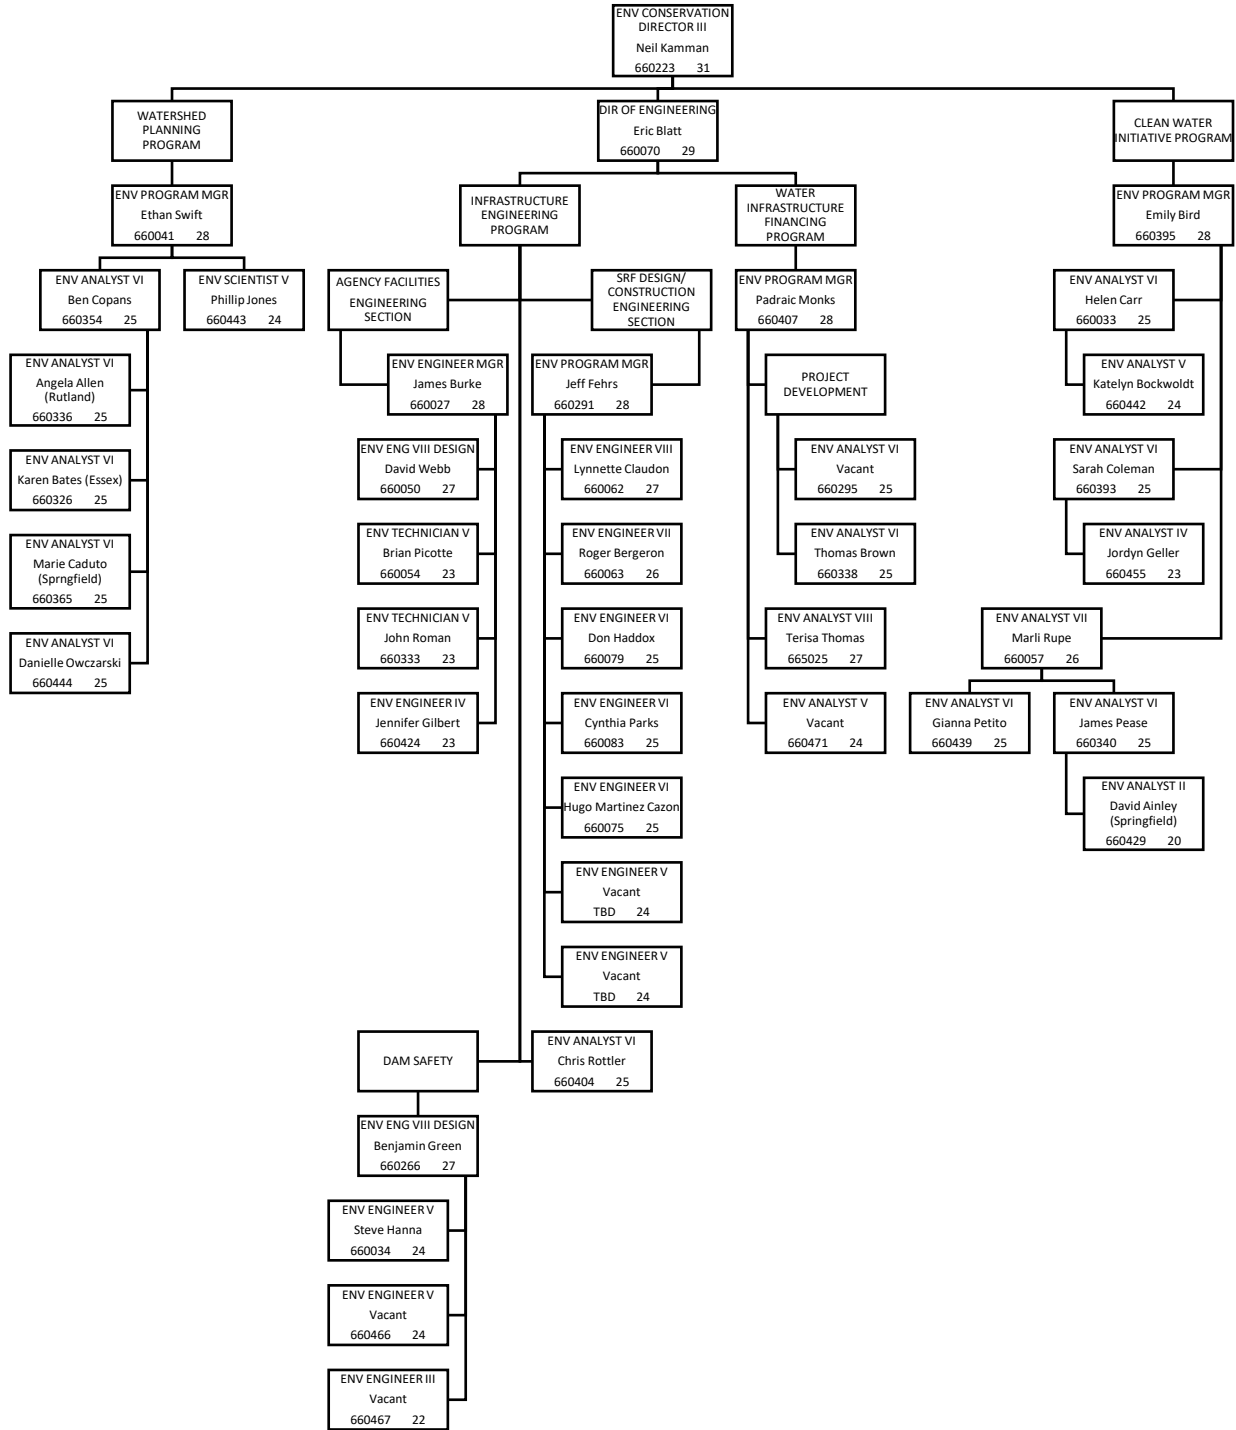 ENV CONSERVATION
DIRECTOR III
Neil Kamman
660223 31
WATERSHED
PLANNING
PROGRAM
DIR OF ENGINEERING
Eric Blatt
660070 29
CLEAN WATER
INITIATIVE PROGRAM
ENV PROGRAM MGR
Ethan Swift
660041 28
INFRASTRUCTURE
ENGINEERING
PROGRAM
WATER
INFRASTRUCTURE
FINANCING
PROGRAM
ENV PROGRAM MGR
Emily Bird
660395 28
ENV ANALYST VI
Ben Copans
660354 25
ENV SCIENTIST V
Phillip Jones
660443 24
AGENCY FACILITIES
ENGINEERING
SECTION
SRF DESIGN/
CONSTRUCTION
ENGINEERING
SECTION
ENV PROGRAM MGR
Padraic Monks
660407 28
ENV ANALYST VI
Helen Carr
660033 25
ENV ANALYST VI
Angela Allen
(Rutland)
660336 25
ENV ENGINEER MGR
James Burke
660027 28
ENV PROGRAM MGR
Jeff Fehrs
660291 28
PROJECT
DEVELOPMENT
ENV ANALYST V
Katelyn Bockwoldt
660442 24
ENV ANALYST VI
Karen Bates (Essex)
660326 25
ENV ENG VIII DESIGN
David Webb
660050 27
ENV ENGINEER VIII
Lynnette Claudon
660062 27
ENV ANALYST VI
Vacant
660295 25
ENV ANALYST VI
Sarah Coleman
660393 25
ENV ANALYST VI
Marie Caduto
(Sprngfield)
660365 25
ENV TECHNICIAN V
Brian Picotte
660054 23
ENV ENGINEER VII
Roger Bergeron
660063 26
ENV ANALYST VI
Thomas Brown
660338 25
ENV ANALYST IV
Jordyn Geller
660455 23
ENV ANALYST VI
Danielle Owczarski
660444 25
ENV TECHNICIAN V
John Roman
660333 23
ENV ENGINEER VI
Don Haddox
660079 25
ENV ANALYST VIII
Terisa Thomas
665025 27
ENV ANALYST VII
Marli Rupe
660057 26
ENV ENGINEER IV
Jennifer Gilbert
660424 23
ENV ENGINEER VI
Cynthia Parks
660083 25
ENV ANALYST V
Vacant
660471 24
ENV ANALYST VI
Gianna Petito
660439 25
ENV ANALYST VI
James Pease
660340 25
ENV ENGINEER VI
Hugo Martinez Cazon
660075 25
ENV ANALYST II
David Ainley
(Springfield)
660429 20
ENV ENGINEER V
Vacant
TBD 24
ENV ENGINEER V
Vacant
TBD 24
DAM SAFETY
ENV ANALYST VI
Chris Rottler
660404 25
ENV ENG VIII DESIGN
Benjamin Green
660266 27
ENV ENGINEER V
Steve Hanna
660034 24
ENV ENGINEER V
Vacant
660466 24
ENV ENGINEER III
Vacant
660467 22